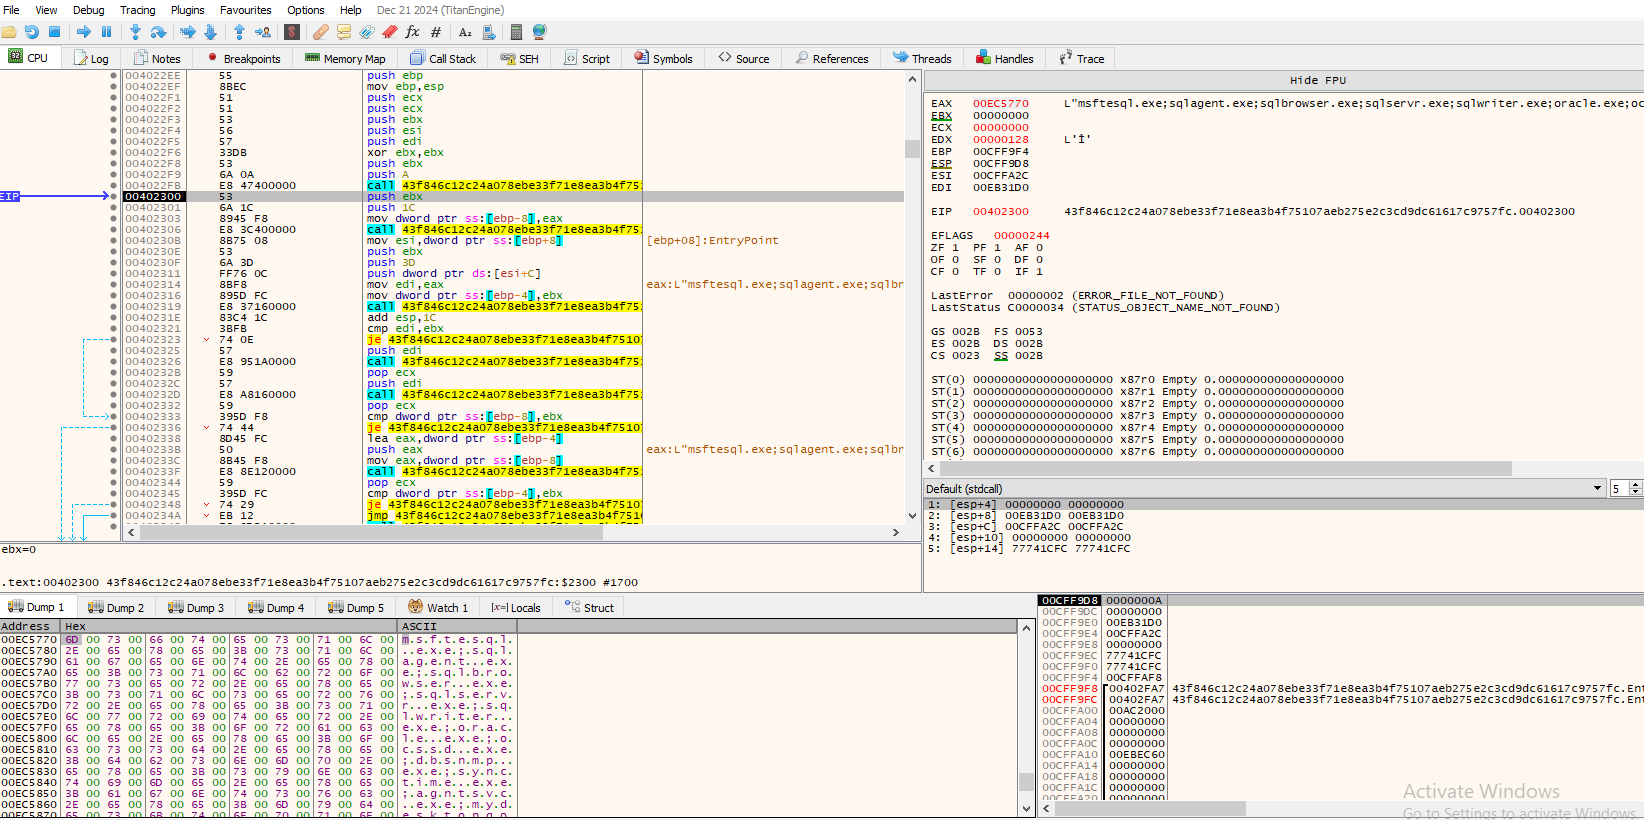 File View Debug Tracing Plugins Favourites Options Help Dec 21 2024 (TitanEngine)
CPU Log Notes Breakpoints Memory Map Call Stack SEH Script Symbols Source References Threads Handles Trace
004022EE 55 push ebp
004022EF 8BEC mov ebp,esp
004022F1 51 push ecx
004022F2 51 push ecx
004022F3 53 push ebx
004022F4 56 push esi
004022F5 57 push edi
004022F6 33DB xor ebx,ebx
004022F8 53 push ebx
004022F9 6A 0A push A
004022FB E8 47400000 call 43f846c12c24a078ebe33f71e8ea3b4f75
EIP 00402300 53 push ebx
00402301 6A 1C push 1C
00402303 8945 F8 mov dword ptr ss:[ebp-8],eax
00402306 E8 3C400000 call 43f846c12c24a078ebe33f71e8ea3b4f75
0040230B 8B75 08 mov esi,dword ptr ss:[ebp+8] [ebp+08]:EntryPoint
0040230E 53 push ebx
0040230F 6A 3D push 3D
00402311 FF76 0C push dword ptr ds:[esi+C]
00402314 8BF8 mov edi,eax eax:L"msftesql.exe;sqlagent.exe;sqlbr
00402316 895D FC mov dword ptr ss:[ebp-4],ebx
00402319 E8 37160000 call 43f846c12c24a078ebe33f71e8ea3b4f75
0040231E 83C4 1C add esp,1C
00402321 3BFB cmp edi,ebx
00402323 74 0E je 43f846c12c24a078ebe33f71e8ea3b4f7510
00402325 57 push edi
00402326 E8 951A0000 call 43f846c12c24a078ebe33f71e8ea3b4f75
0040232B 59 pop ecx
0040232C 57 push edi
0040232D E8 A8160000 call 43f846c12c24a078ebe33f71e8ea3b4f75
00402332 59 pop ecx
00402333 395D F8 cmp dword ptr ss:[ebp-8],ebx
00402336 74 44 je 43f846c12c24a078ebe33f71e8ea3b4f7510
00402338 8D45 FC lea eax,dword ptr ss:[ebp-4]
0040233B 50 push eax eax:L"msftesql.exe;sqlagent.exe;sqlbr
0040233C 8B45 F8 mov eax,dword ptr ss:[ebp-8]
0040233F E8 8E120000 call 43f846c12c24a078ebe33f71e8ea3b4f75
00402344 59 pop ecx
00402345 395D FC cmp dword ptr ss:[ebp-4],ebx
00402348 74 29 je 43f846c12c24a078ebe33f71e8ea3b4f7510
0040234A EB 12 jmp 43f846c12c24a078ebe33f71e8ea3b4f751
Hide FPU
EAX 00EC5770 L"msftesql.exe;sqlagent.exe;sqlbrowser.exe;sqlservr.exe;sqlwriter.exe;oracle.exe;oc
EBX 00000000
ECX 00000000
EDX 00000128 L'Ĩ'
EBP 00CFF9F4
ESP 00CFF9D8
ESI 00CFFA2C
EDI 00EB31D0
EIP 00402300 43f846c12c24a078ebe33f71e8ea3b4f75107aeb275e2c3cd9dc61617c9757fc.00402300
EFLAGS 00000244
ZF 1 PF 1 AF 0
OF 0 SF 0 DF 0
CF 0 TF 0 IF 1
LastError 00000002 (ERROR_FILE_NOT_FOUND)
LastStatus C0000034 (STATUS_OBJECT_NAME_NOT_FOUND)
GS 002B FS 0053
ES 002B DS 002B
CS 0023 SS 002B
ST(0) 00000000000000000000 x87r0 Empty 0.000000000000000000
ST(1) 00000000000000000000 x87r1 Empty 0.000000000000000000
ST(2) 00000000000000000000 x87r2 Empty 0.000000000000000000
ST(3) 00000000000000000000 x87r3 Empty 0.000000000000000000
ST(4) 00000000000000000000 x87r4 Empty 0.000000000000000000
ST(5) 00000000000000000000 x87r5 Empty 0.000000000000000000
ST(6) 00000000000000000000 x87r6 Empty 0.000000000000000000
Default (stdcall) 5
1: [esp+4] 00000000 00000000
2: [esp+8] 00EB31D0 00EB31D0
3: [esp+C] 00CFFA2C 00CFFA2C
4: [esp+10] 00000000 00000000
5: [esp+14] 77741CFC 77741CFC
ebx=0
.text:00402300 43f846c12c24a078ebe33f71e8ea3b4f75107aeb275e2c3cd9dc61617c9757fc:$2300 #1700
Dump 1 Dump 2 Dump 3 Dump 4 Dump 5 Watch 1 [x=] Locals Struct
Address Hex ASCII
00EC5770 6D 00 73 00 66 00 74 00 65 00 73 00 71 00 6C 00 m.s.f.t.e.s.q.l.
00EC5780 2E 00 65 00 78 00 65 00 3B 00 73 00 71 00 6C 00 ..e.x.e.;.s.q.l.
00EC5790 61 00 67 00 65 00 6E 00 74 00 2E 00 65 00 78 00 a.g.e.n.t...e.x.
00EC57A0 65 00 3B 00 73 00 71 00 6C 00 62 00 72 00 6F 00 e.;.s.q.l.b.r.o.
00EC57B0 77 00 73 00 65 00 72 00 2E 00 65 00 78 00 65 00 w.s.e.r...e.x.e.
00EC57C0 3B 00 73 00 71 00 6C 00 73 00 65 00 72 00 76 00 ;.s.q.l.s.e.r.v.
00EC57D0 72 00 2E 00 65 00 78 00 65 00 3B 00 73 00 71 00 r...e.x.e.;.s.q.
00EC57E0 6C 00 77 00 72 00 69 00 74 00 65 00 72 00 2E 00 l.w.r.i.t.e.r...
00EC57F0 65 00 78 00 65 00 3B 00 6F 00 72 00 61 00 63 00 e.x.e.;.o.r.a.c.
00EC5800 6C 00 65 00 2E 00 65 00 78 00 65 00 3B 00 6F 00 l.e...e.x.e.;.o.
00EC5810 63 00 73 00 73 00 64 00 2E 00 65 00 78 00 65 00 c.s.s.d...e.x.e.
00EC5820 3B 00 64 00 62 00 73 00 6E 00 6D 00 70 00 2E 00 ;.d.b.s.n.m.p...
00EC5830 65 00 78 00 65 00 3B 00 73 00 79 00 6E 00 63 00 e.x.e.;.s.y.n.c.
00EC5840 74 00 69 00 6D 00 65 00 2E 00 65 00 78 00 65 00 t.i.m.e...e.x.e.
00EC5850 3B 00 61 00 67 00 6E 00 74 00 73 00 76 00 63 00 ;.a.g.n.t.s.v.c.
00EC5860 2E 00 65 00 78 00 65 00 3B 00 6D 00 79 00 64 00 ..e.x.e.;.m.y.d.
00EC5870 65 00 73 00 6B 00 74 00 6F 00 70 00 71 00 6F 00 e.s.k.t.o.p.q.o.
00CFF9D8 0000000A
00CFF9DC 00000000
00CFF9E0 00EB31D0
00CFF9E4 00CFFA2C
00CFF9E8 00000000
00CFF9EC 77741CFC
00CFF9F0 77741CFC
00CFF9F4 00CFFAF8
00CFF9F8 00402FA7 43f846c12c24a078ebe33f71e8ea3b4f75107aeb275e2c3cd9dc61617c9757fc.Ent
00CFF9FC 00402FA7 43f846c12c24a078ebe33f71e8ea3b4f75107aeb275e2c3cd9dc61617c9757fc.Ent
00CFFA00 00AC2000
00CFFA04 00000000
00CFFA08 00000000
00CFFA0C 00000000
00CFFA10 00EBEC60
00CFFA14 00000000
00CFFA18 00000000
00CFFA1C 00000000
00CFFA20 00000000
Activate Windows
Go to Settings to activate Windows.